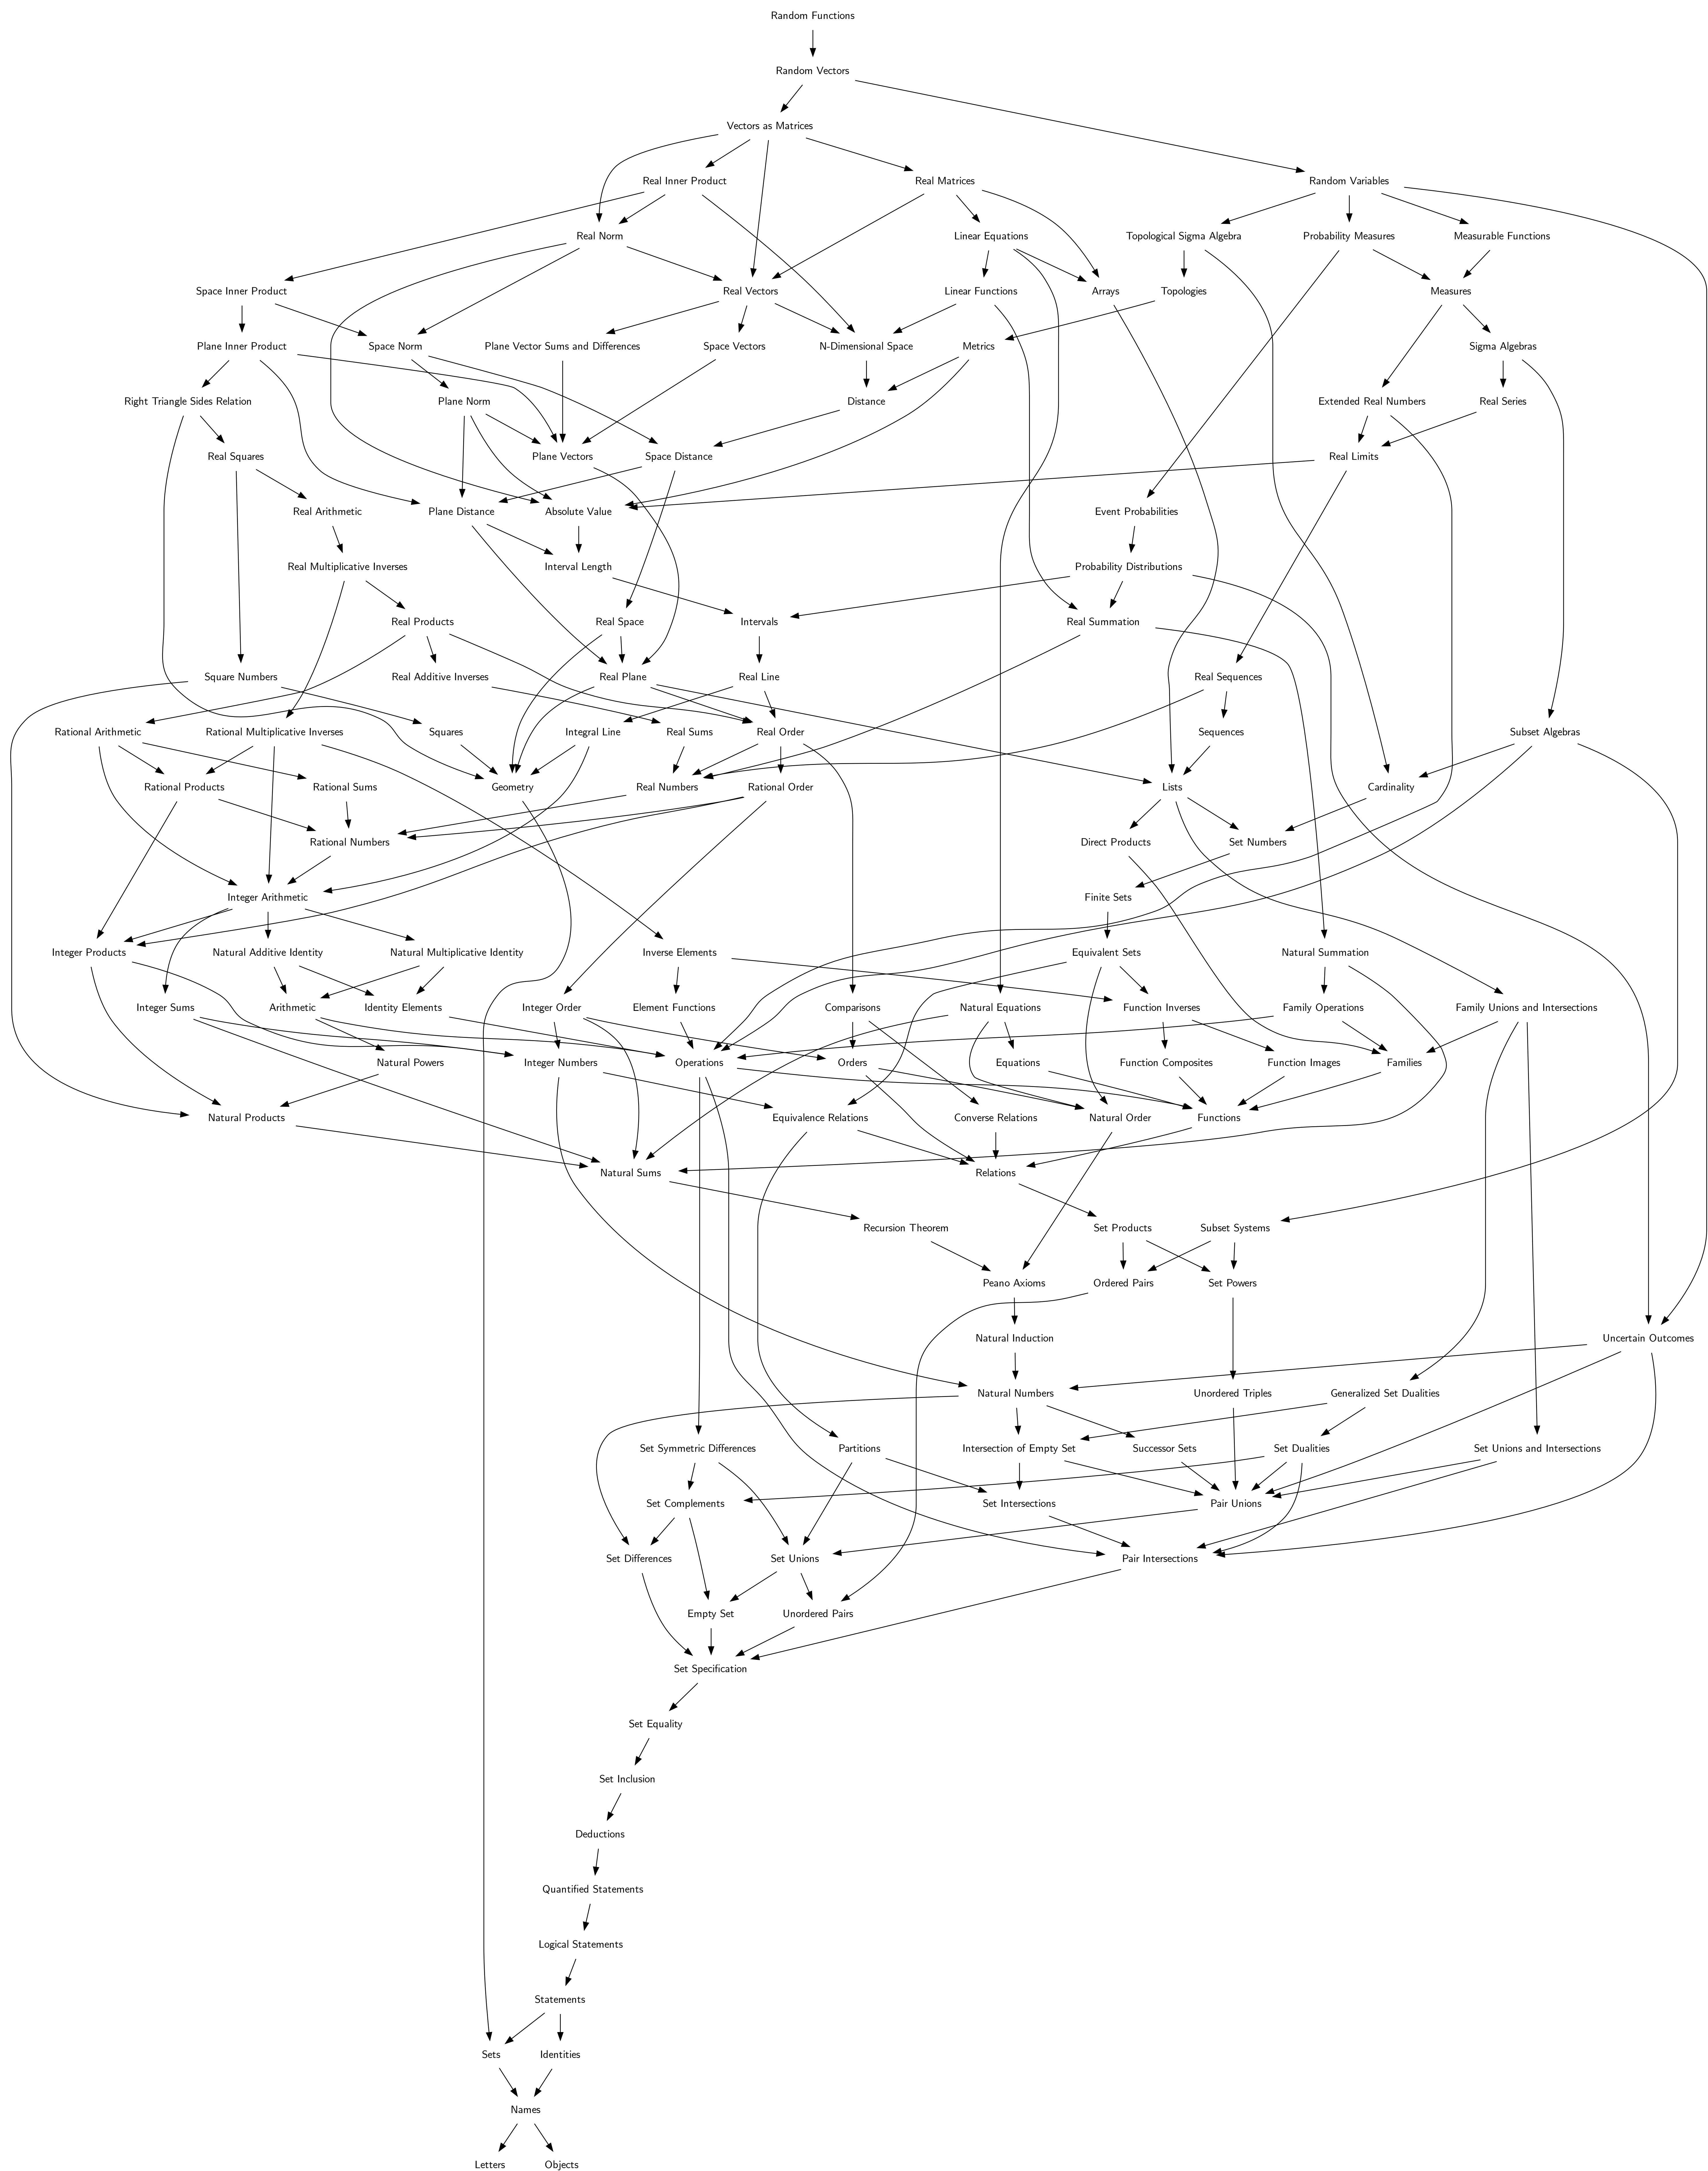 Random Functions
Random Vectors
Vectors as Matrices
Real Inner Product
Real Matrices
Random Variables
Real Norm
Linear Equations
Topological Sigma Algebra
Probability Measures
Measurable Functions
Space Inner Product
Real Vectors
Linear Functions
Arrays
Topologies
Measures
Plane Inner Product
Space Norm
Plane Vector Sums and Differences
Space Vectors
N-Dimensional Space
Metrics
Sigma Algebras
Right Triangle Sides Relation
Plane Norm
Distance
Extended Real Numbers
Real Series
Real Squares
Plane Vectors
Space Distance
Real Limits
Real Arithmetic
Plane Distance
Absolute Value
Event Probabilities
Real Multiplicative Inverses
Interval Length
Probability Distributions
Real Products
Real Space
Intervals
Real Summation
Square Numbers
Real Additive Inverses
Real Plane
Real Line
Real Sequences
Rational Arithmetic
Rational Multiplicative Inverses
Squares
Integral Line
Real Sums
Real Order
Sequences
Subset Algebras
Rational Products
Rational Sums
Geometry
Real Numbers
Rational Order
Lists
Cardinality
Rational Numbers
Direct Products
Set Numbers
Integer Arithmetic
Finite Sets
Integer Products
Natural Additive Identity
Natural Multiplicative Identity
Inverse Elements
Equivalent Sets
Natural Summation
Integer Sums
Arithmetic
Identity Elements
Integer Order
Element Functions
Comparisons
Natural Equations
Function Inverses
Family Operations
Family Unions and Intersections
Natural Powers
Integer Numbers
Operations
Orders
Equations
Function Composites
Function Images
Families
Natural Products
Equivalence Relations
Converse Relations
Natural Order
Functions
Natural Sums
Relations
Recursion Theorem
Set Products
Subset Systems
Peano Axioms
Ordered Pairs
Set Powers
Natural Induction
Uncertain Outcomes
Natural Numbers
Unordered Triples
Generalized Set Dualities
Set Symmetric Differences
Partitions
Intersection of Empty Set
Successor Sets
Set Dualities
Set Unions and Intersections
Set Complements
Set Intersections
Pair Unions
Set Differences
Set Unions
Pair Intersections
Empty Set
Unordered Pairs
Set Specification
Set Equality
Set Inclusion
Deductions
Quantified Statements
Logical Statements
Statements
Sets
Identities
Names
Letters
Objects